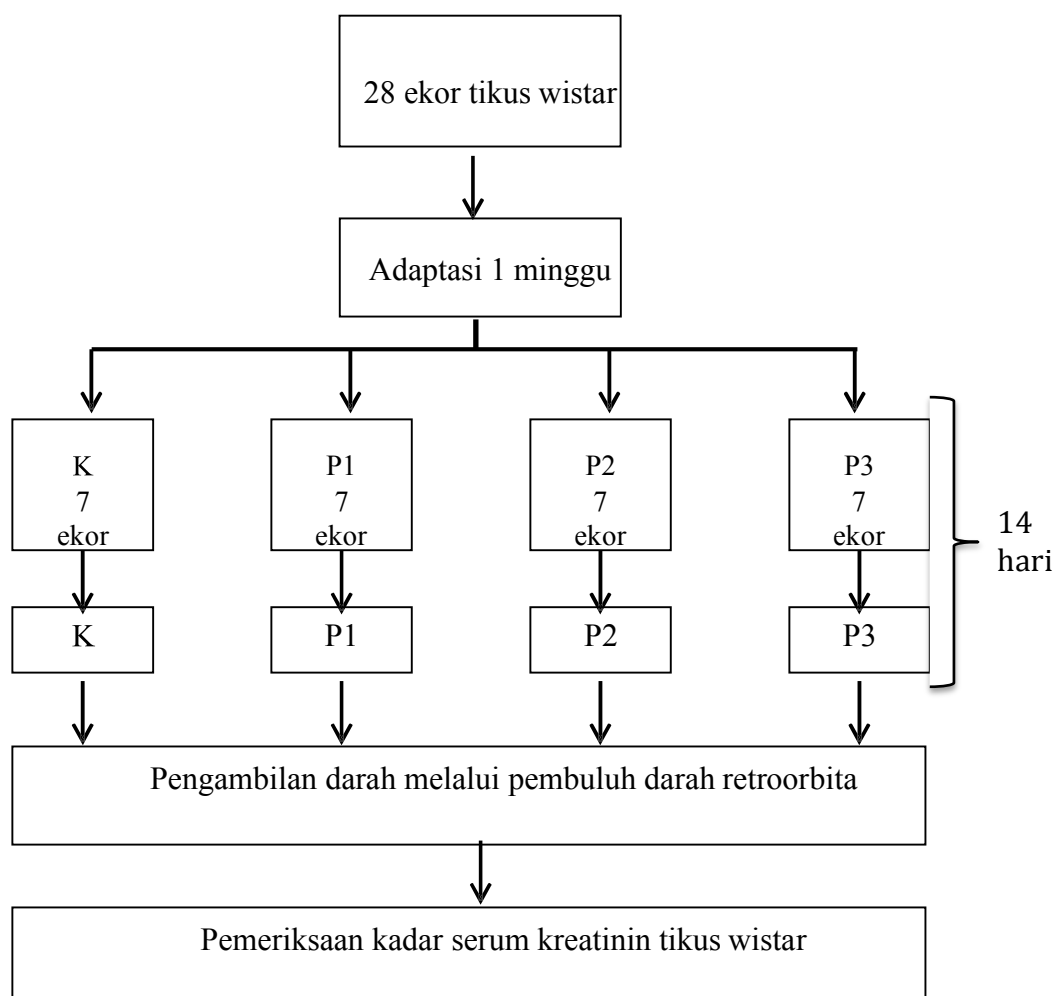 28 ekor tikus wistar
Adaptasi 1 minggu
K
7
ekor
P1
7
ekor
P2
7
ekor
P3
7
ekor
14
hari
K
P1
P2
P3
Pengambilan darah melalui pembuluh darah retroorbita
Pemeriksaan kadar serum kreatinin tikus wistar